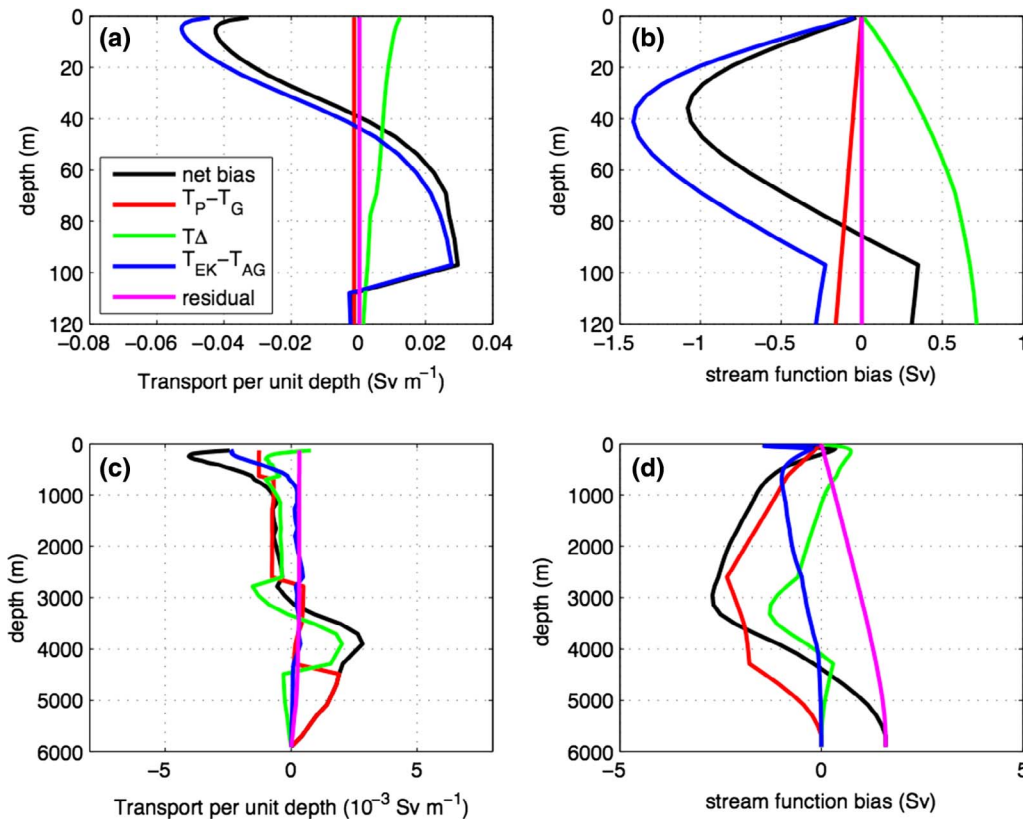 (a)
0
20
40
60
80
100
120
depth (m)
net bias
T_P−T_G
TΔ
T_EK−T_AG
residual
−0.08 −0.06 −0.04 −0.02 0 0.02 0.04
Transport per unit depth (Sv m⁻¹)
(b)
0
20
40
60
80
100
120
depth (m)
−1.5 −1 −0.5 0 0.5 1
stream function bias (Sv)
(c)
0
1000
2000
3000
4000
5000
6000
depth (m)
−5 0 5
Transport per unit depth (10⁻³ Sv m⁻¹)
(d)
0
1000
2000
3000
4000
5000
6000
depth (m)
−5 0 5
stream function bias (Sv)